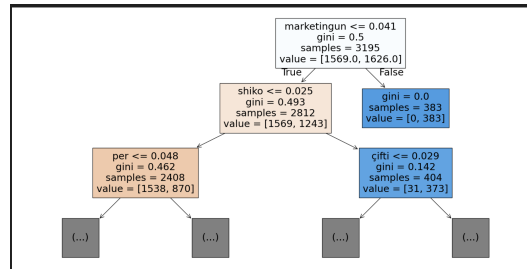 marketingun <= 0.041
gini = 0.5
samples = 3195
value = [1569.0, 1626.0]
True
False
shiko <= 0.025
gini = 0.493
samples = 2812
value = [1569, 1243]
gini = 0.0
samples = 383
value = [0, 383]
per <= 0.048
gini = 0.462
samples = 2408
value = [1538, 870]
çifti <= 0.029
gini = 0.142
samples = 404
value = [31, 373]
(...)
(...)
(...)
(...)